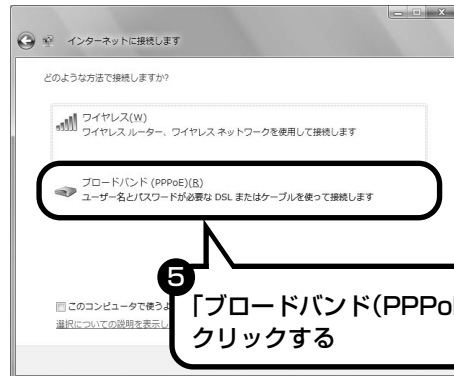 インターネットに接続します
どのような方法で接続しますか?
ワイヤレス(W)
ワイヤレス ルーター、ワイヤレス ネットワークを使用して接続します
ブロードバンド (PPPoE)(R)
ユーザー名とパスワードが必要な DSL またはケーブルを使って接続します
5
「ブロードバンド(PPPo
クリックする
このコンピュータで使うよ
選択についての説明を表示し